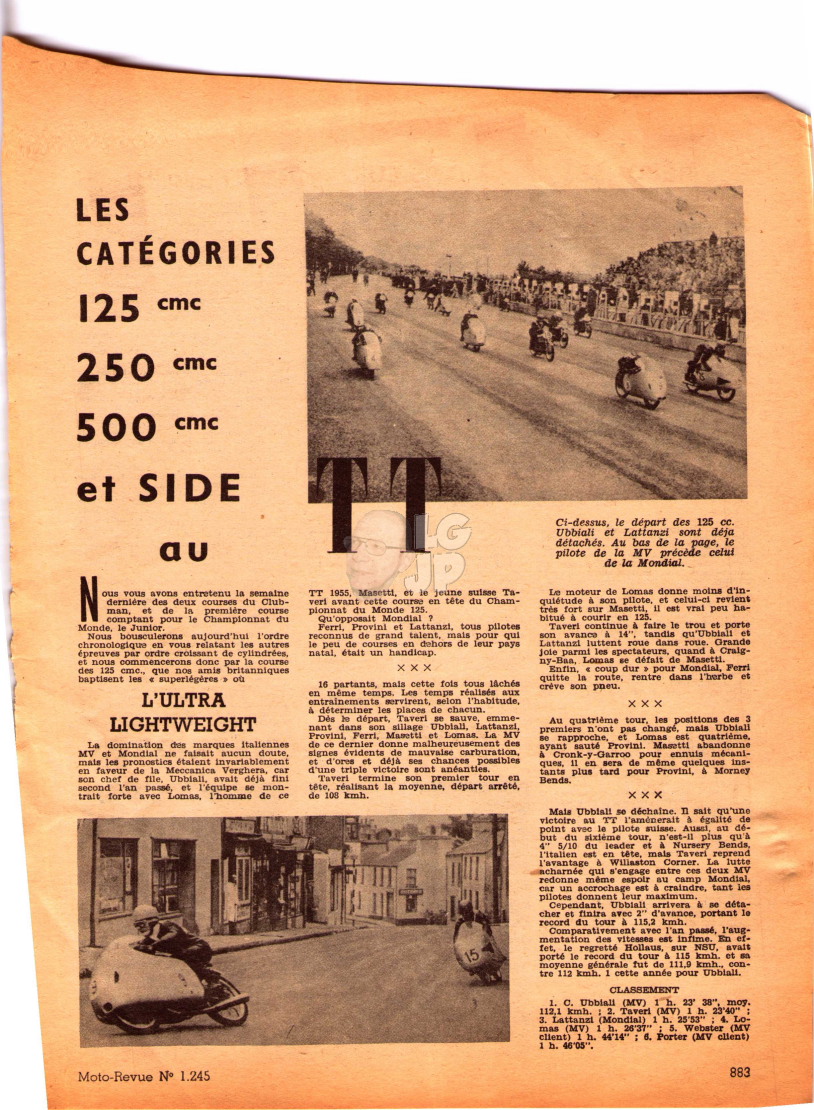 LES
CATÉGORIES
125 cmc
250 cmc
500 cmc
et SIDE
au
TT
LG
JP
Ci-dessus, le départ des 125 cc.
Ubbiali et Lattanzi sont déja
détachés. Au bas de la page, le
pilote de la MV précède celui
de la Mondial.
Nous vous avons entretenu la semaine
dernière des deux courses du Club-
man, et de la première course
comptant pour le Championnat du
Monde, le Junior.
Nous bousculerons aujourd'hui l'ordre
chronologique en vous relatant les autres
épreuves par ordre croissant de cylindrées,
et nous commencerons donc par la course
des 125 cmc., que nos amis britanniques
baptisent les « superlégères » où
L'ULTRA
LIGHTWEIGHT
La domination des marques italiennes
MV et Mondial ne faisait aucun doute,
mais les pronostics étaient invariablement
en faveur de la Meccanica Verghera, car
son chef de file, Ubbiali, avait déjà fini
second l'an passé, et l'équipe se mon-
trait forte avec Lomas, l'homme de ce
TT 1955, Masetti, et le jeune suisse Ta-
veri avant cette course en tête du Cham-
pionnat du Monde 125.
Qu'opposait Mondial ?
Ferri, Provini et Lattanzi, tous pilotes
reconnus de grand talent, mais pour qui
le peu de courses en dehors de leur pays
natal, était un handicap.
× × ×
16 partants, mais cette fois tous lâchés
en même temps. Les temps réalisés aux
entraînements servirent, selon l'habitude,
à déterminer les places de chacun.
Dès le départ, Taveri se sauve, emme-
nant dans son sillage Ubbiali, Lattanzi,
Provini, Ferri, Masetti et Lomas. La MV
de ce dernier donne malheureusement des
signes évidents de mauvaise carburation,
et d'ores et déjà ses chances possibles
d'une triple victoire sont anéanties.
Taveri termine son premier tour en
tête, réalisant la moyenne, départ arrêté,
de 108 kmh.
Le moteur de Lomas donne moins d'in-
quiétude à son pilote, et celui-ci revient
très fort sur Masetti, il est vrai peu ha-
bitué à courir en 125.
Taveri continue à faire le trou et porte
son avance à 14", tandis qu'Ubbiali et
Lattanzi luttent roue dans roue. Grande
joie parmi les spectateurs, quand à Craig-
ny-Baa, Lomas se défait de Masetti.
Enfin, « coup dur » pour Mondial, Ferri
quitte la route, rentre dans l'herbe et
crève son pneu.
× × ×
Au quatrième tour, les positions des 3
premiers n'ont pas changé, mais Ubbiali
se rapproche, et Lomas est quatrième,
ayant sauté Provini. Masetti abandonne
à Cronk-y-Garroo pour ennuis mécani-
ques, il en sera de même quelques ins-
tants plus tard pour Provini, à Morney
Bends.
× × ×
Mais Ubbiali se déchaîne. Il sait qu'une
victoire au TT l'amènerait à égalité de
point avec le pilote suisse. Aussi, au dé-
but du sixième tour, n'est-il plus qu'à
4" 5/10 du leader et à Nursery Bends,
l'italien est en tête, mais Taveri reprend
l'avantage à Willaston Corner. La lutte
acharnée qui s'engage entre ces deux MV
redonne même espoir au camp Mondial,
car un accrochage est à craindre, tant les
pilotes donnent leur maximum.
Cependant, Ubbiali arrivera à se déta-
cher et finira avec 2" d'avance, portant le
record du tour à 115,2 kmh.
Comparativement avec l'an passé, l'aug-
mentation des vitesses est infime. En ef-
fet, le regretté Hollaus, sur NSU, avait
porté le record du tour à 115 kmh. et sa
moyenne générale fut de 111,9 kmh., con-
tre 112 kmh. 1 cette année pour Ubbiali.
CLASSEMENT
1. C. Ubbiali (MV) 1 h. 23' 38", moy.
112,1 kmh. ; 2. Taveri (MV) 1 h. 23'40" ;
3. Lattanzi (Mondial) 1 h. 25'53" ; 4. Lo-
mas (MV) 1 h. 26'37" ; 5. Webster (MV
client) 1 h. 44'14" ; 6. Porter (MV client)
1 h. 46'05".
15
Moto-Revue Nº 1.245
883